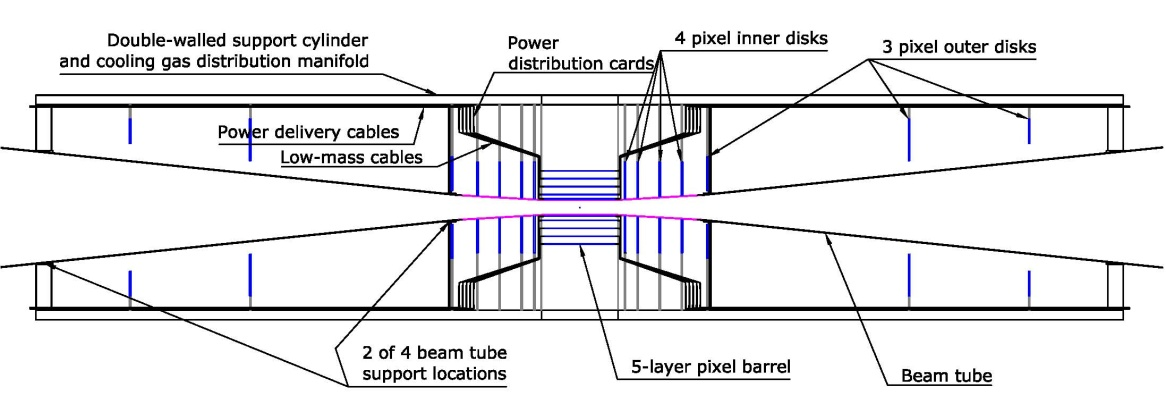 Double-walled support cylinder
and cooling gas distribution manifold
Power
distribution cards
4 pixel inner disks
3 pixel outer disks
Power delivery cables
Low-mass cables
2 of 4 beam tube
support locations
5-layer pixel barrel
Beam tube